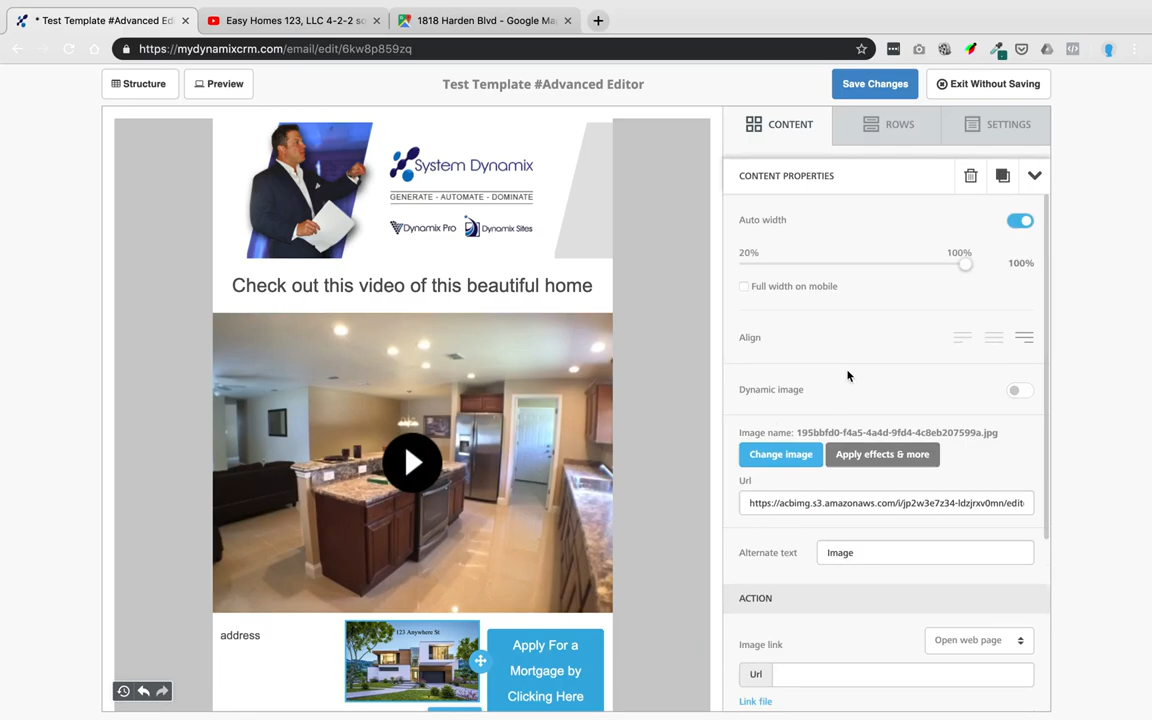 * Test Template #Advanced Edi
Easy Homes 123, LLC 4-2-2 so
1818 Harden Blvd - Google Ma
https://mydynamixcrm.com/email/edit/6kw8p859zq
Structure
Preview
Test Template #Advanced Editor
Save Changes
Exit Without Saving
System Dynamix
GENERATE - AUTOMATE - DOMINATE
Dynamix Pro
Dynamix Sites
Check out this video of this beautiful home
address
123 Anywhere St
Apply For a
Mortgage by
Clicking Here
CONTENT
ROWS
SETTINGS
CONTENT PROPERTIES
Auto width
20%
100%
100%
Full width on mobile
Align
Dynamic image
Image name: 195bbfd0-f4a5-4a4d-9fd4-4c8eb207599a.jpg
Change image
Apply effects & more
Url
https://acbimg.s3.amazonaws.com/i/jp2w3e7z34-ldzjrxv0mn/edit
Alternate text
Image
ACTION
Image link
Open web page
Url
Link file